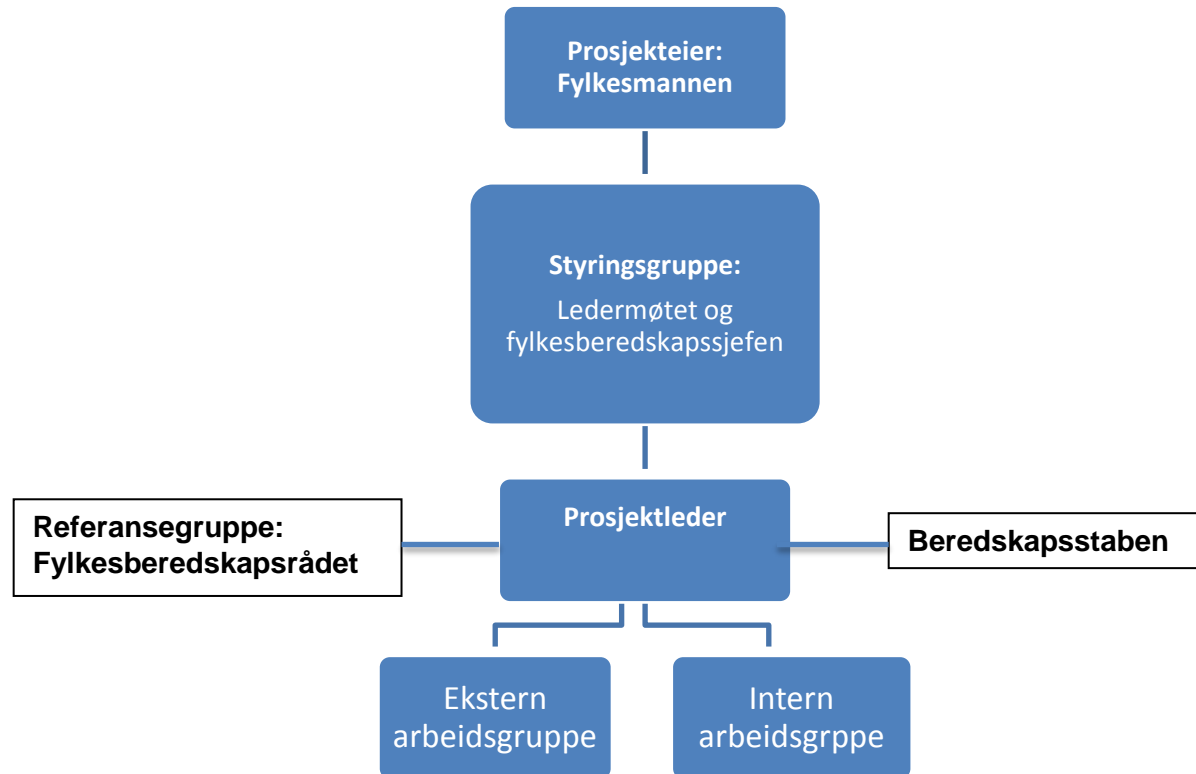 Prosjekteier:
Fylkesmannen
Styringsgruppe:
Ledermøtet og
fylkesberedskapssjefen
Referansegruppe:
Fylkesberedskapsrådet
Prosjektleder
Beredskapsstaben
Ekstern
arbeidsgruppe
Intern
arbeidsgrppe